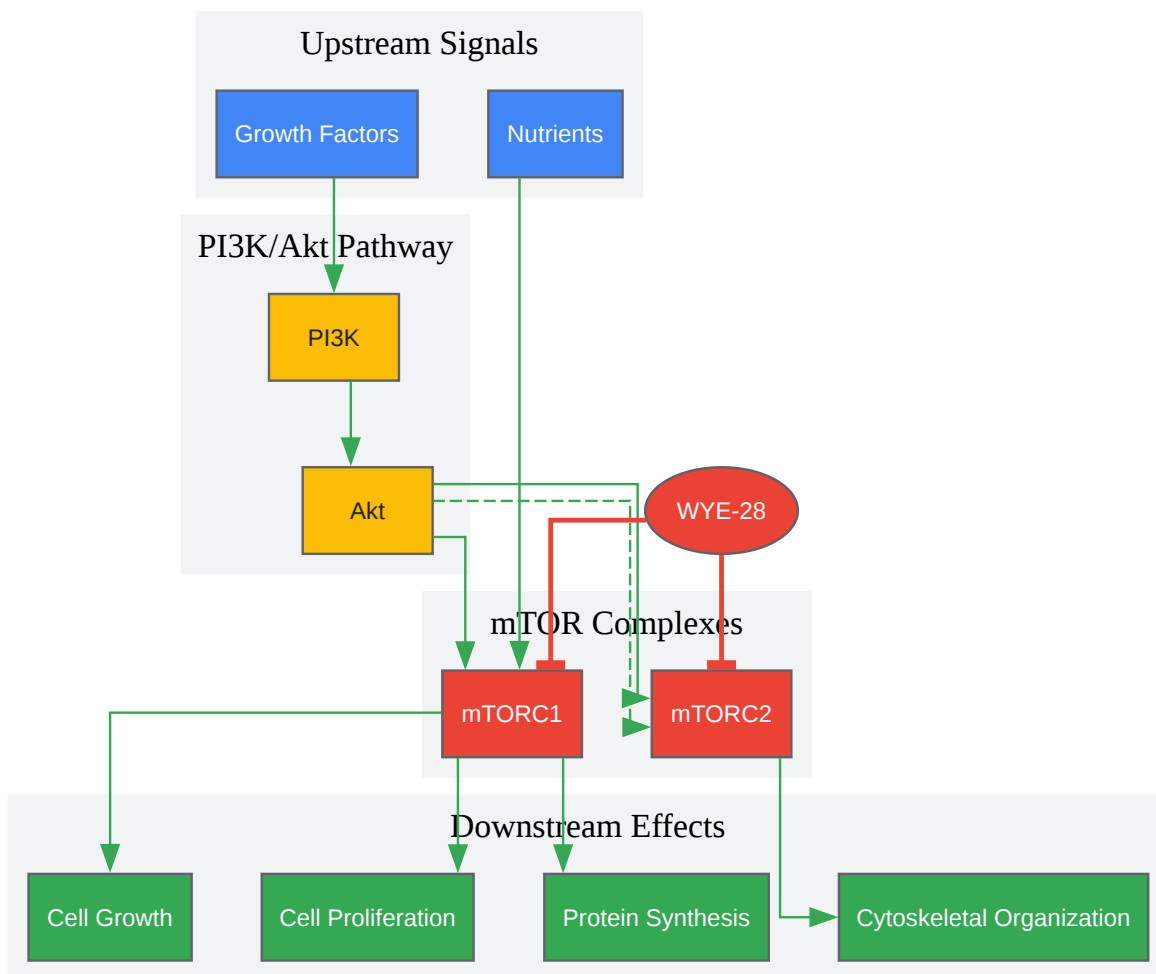 Upstream Signals
Growth Factors
Nutrients
PI3K/Akt Pathway
PI3K
Akt
WYE-28
mTOR Complexes
mTORC1
mTORC2
Downstream Effects
Cell Growth
Cell Proliferation
Protein Synthesis
Cytoskeletal Organization